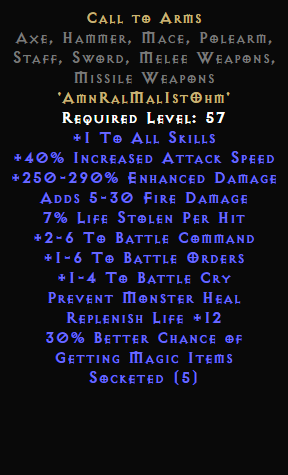 Call to Arms
Axe, Hammer, Mace, Polearm,
Staff, Sword, Melee Weapons,
Missile Weapons
'AmnRalMalIstOhm'
Required Level: 57
+1 To All Skills
+40% Increased Attack Speed
+250-290% Enhanced Damage
Adds 5-30 Fire Damage
7% Life Stolen Per Hit
+2-6 To Battle Command
+1-6 To Battle Orders
+1-4 To Battle Cry
Prevent Monster Heal
Replenish Life +12
30% Better Chance of
Getting Magic Items
Socketed (5)